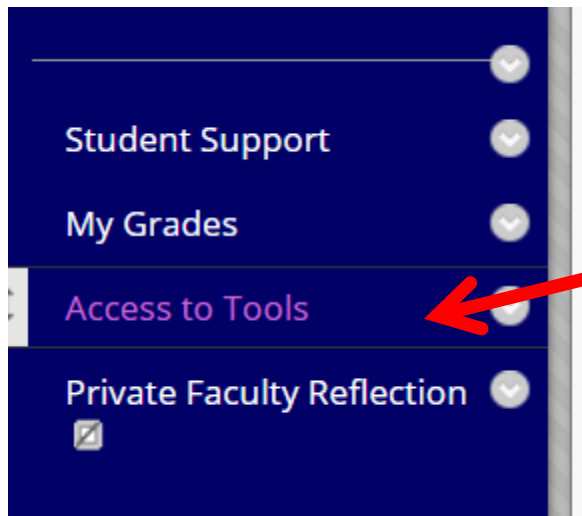 Student Support
My Grades
Access to Tools
Private Faculty Reflection